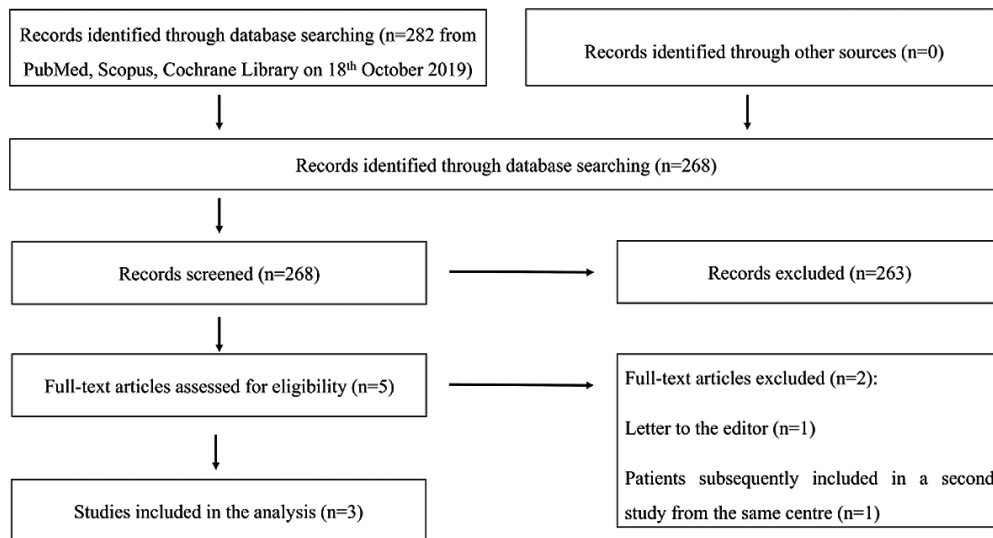 Records identified through database searching (n=282 from
PubMed, Scopus, Cochrane Library on 18th October 2019)
Records identified through other sources (n=0)
Records identified through database searching (n=268)
Records screened (n=268)
Records excluded (n=263)
Full-text articles assessed for eligibility (n=5)
Full-text articles excluded (n=2):
Letter to the editor (n=1)
Patients subsequently included in a second
study from the same centre (n=1)
Studies included in the analysis (n=3)